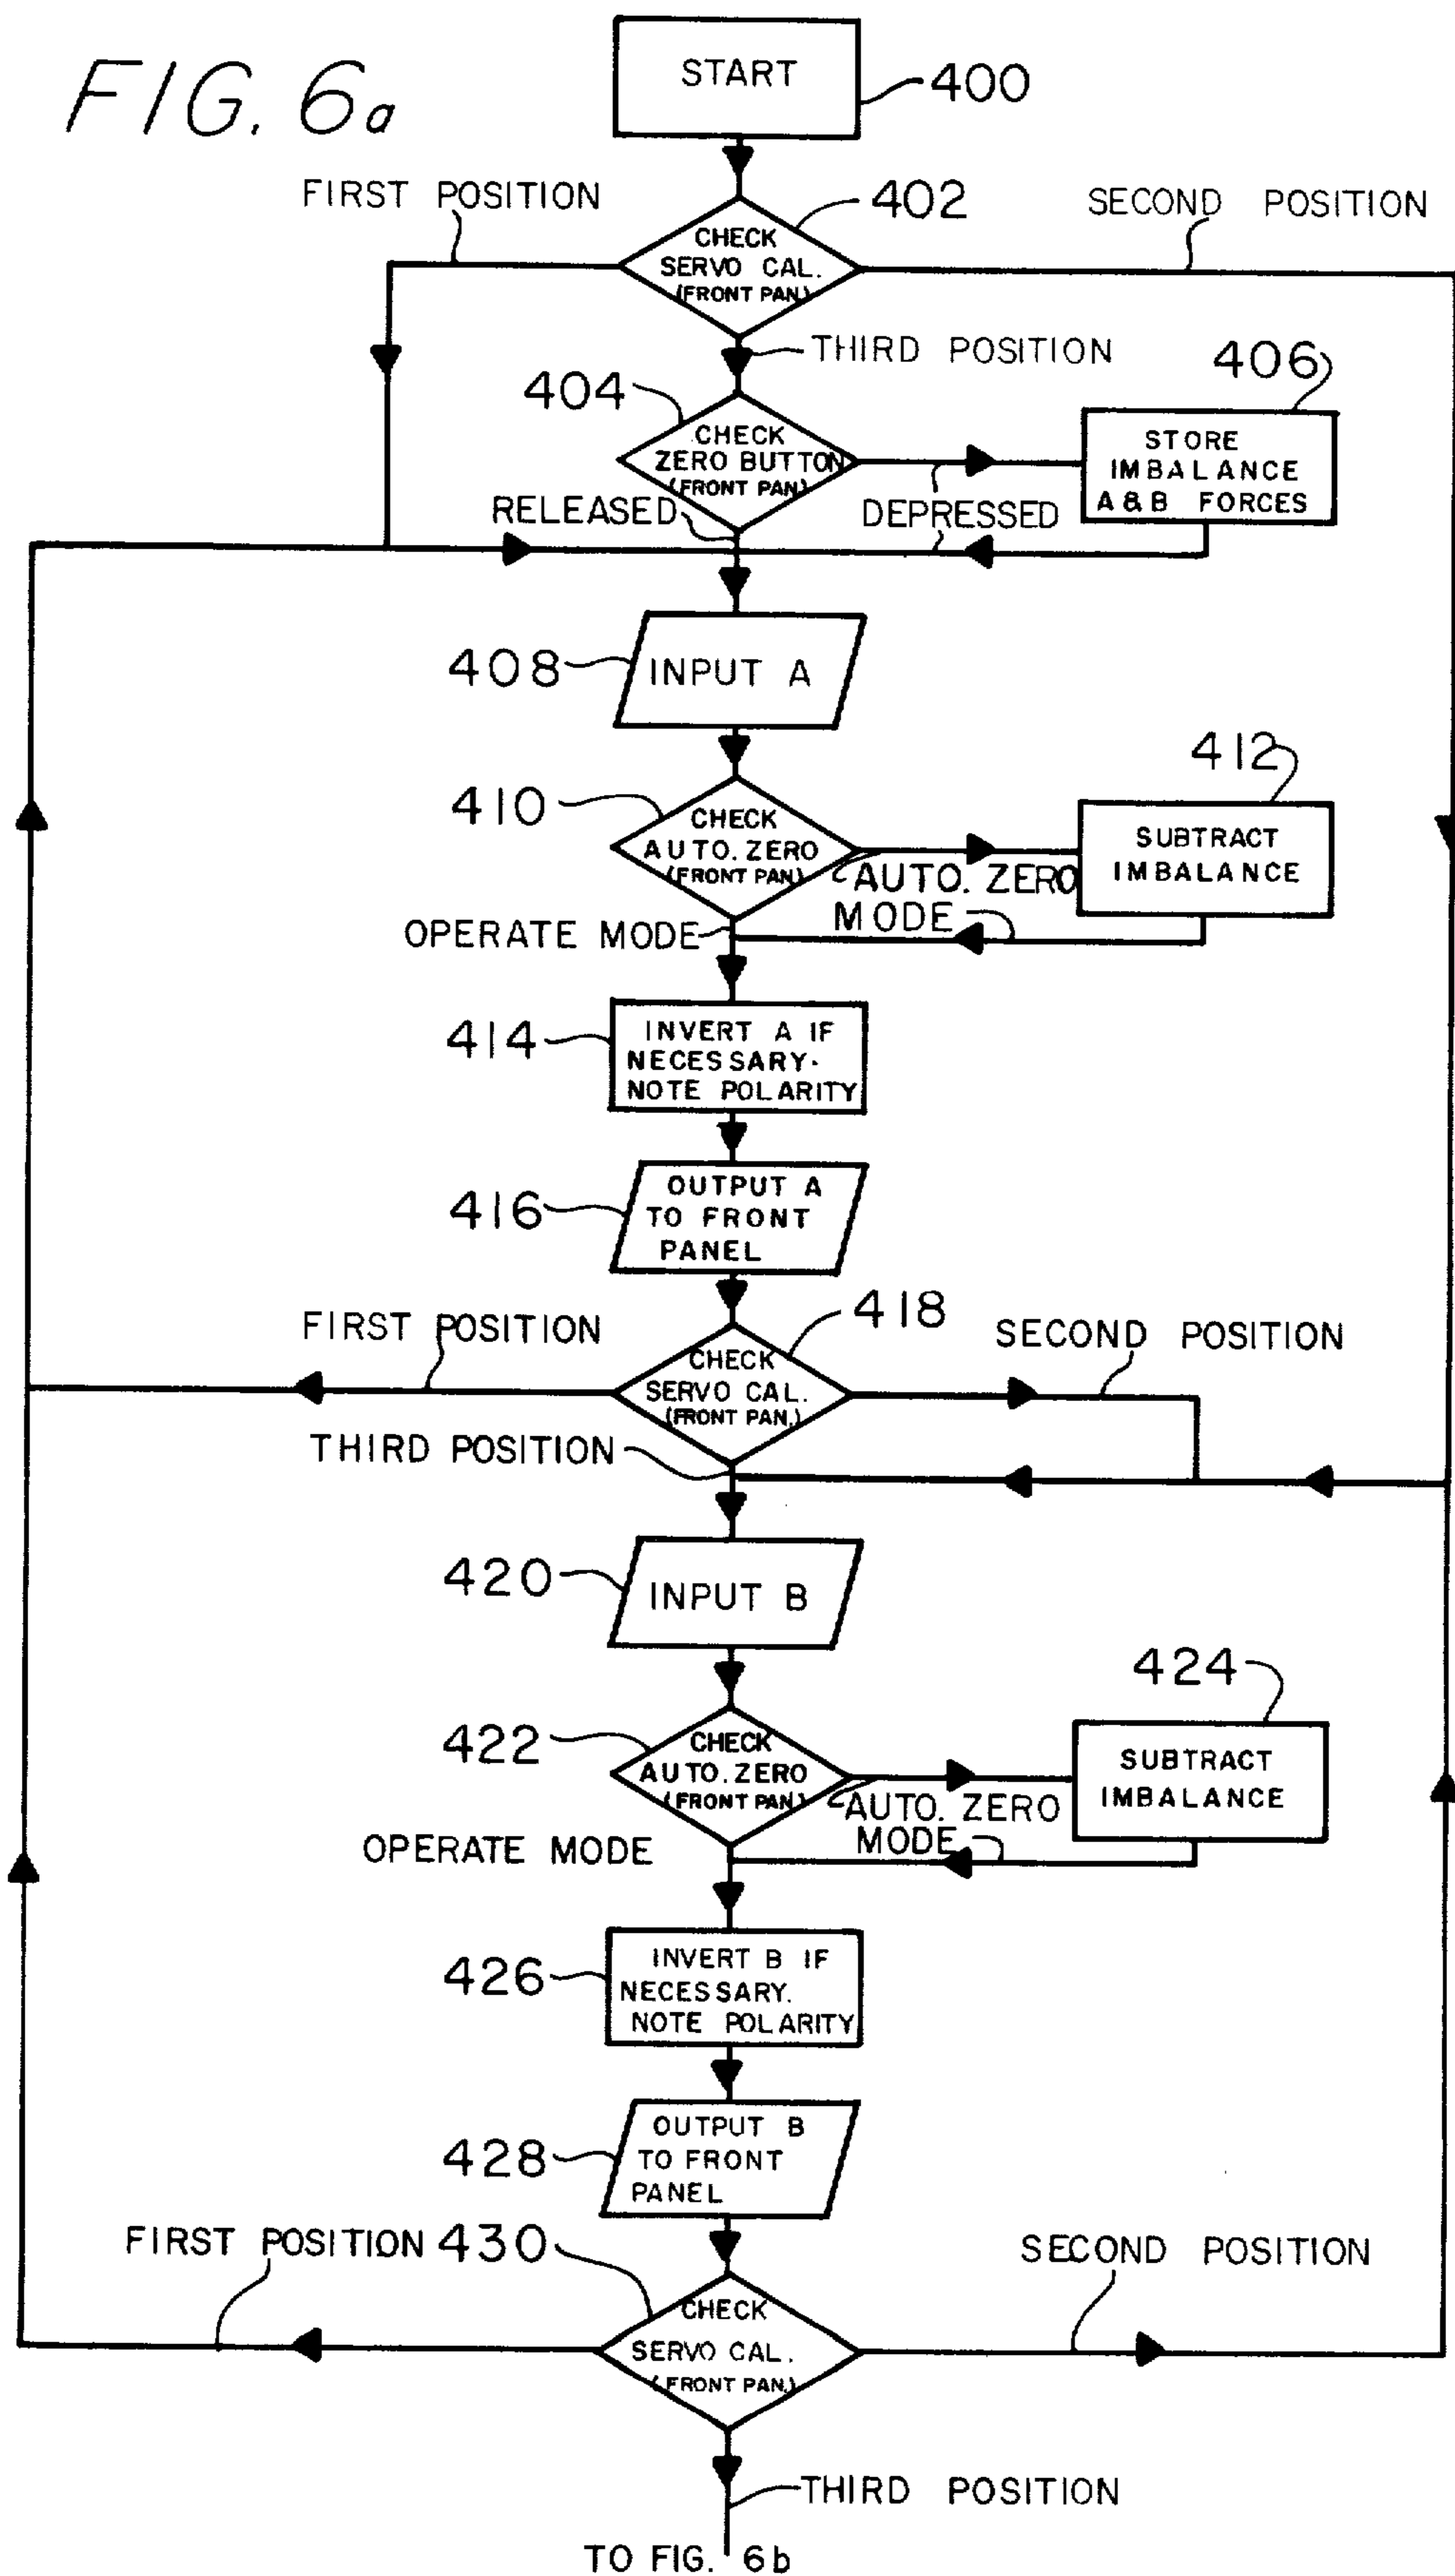 FIG. 6a
START
400
FIRST POSITION
402
SECOND POSITION
CHECK
SERVO CAL.
(FRONT PAN.)
THIRD POSITION
404
406
CHECK
ZERO BUTTON
(FRONT PAN.)
STORE
IMBALANCE
A & B FORCES
RELEASED
DEPRESSED
408
INPUT A
410
412
CHECK
AUTO. ZERO
(FRONT PAN.)
SUBTRACT
IMBALANCE
AUTO. ZERO
MODE
OPERATE MODE
414
INVERT A IF
NECESSARY.
NOTE POLARITY
416
OUTPUT A
TO FRONT
PANEL
FIRST POSITION
418
SECOND POSITION
CHECK
SERVO CAL.
(FRONT PAN.)
THIRD POSITION
420
INPUT B
422
424
CHECK
AUTO. ZERO
(FRONT PAN.)
SUBTRACT
IMBALANCE
AUTO. ZERO
MODE
OPERATE MODE
426
INVERT B IF
NECESSARY.
NOTE POLARITY
428
OUTPUT B
TO FRONT
PANEL
FIRST POSITION
430
SECOND POSITION
CHECK
SERVO CAL.
(FRONT PAN.)
THIRD POSITION
TO FIG. 6b